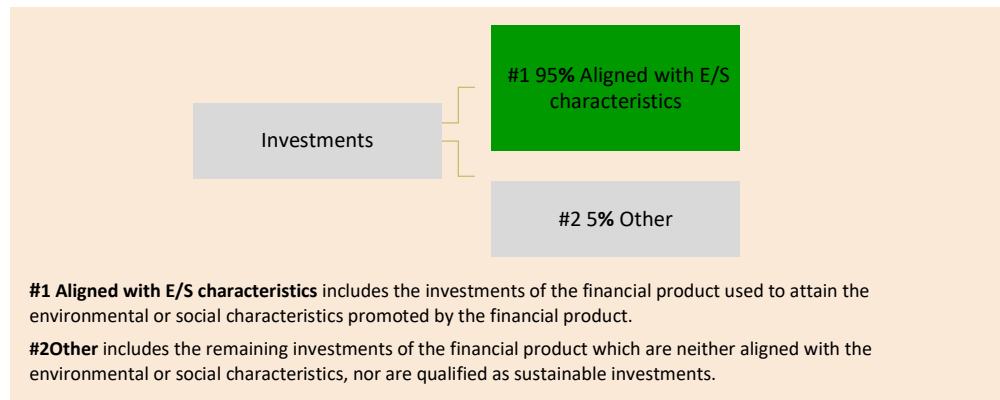 #1 95% Aligned with E/S
characteristics
Investments
#2 5% Other
#1 Aligned with E/S characteristics includes the investments of the financial product used to attain the
environmental or social characteristics promoted by the financial product.
#2Other includes the remaining investments of the financial product which are neither aligned with the
environmental or social characteristics, nor are qualified as sustainable investments.